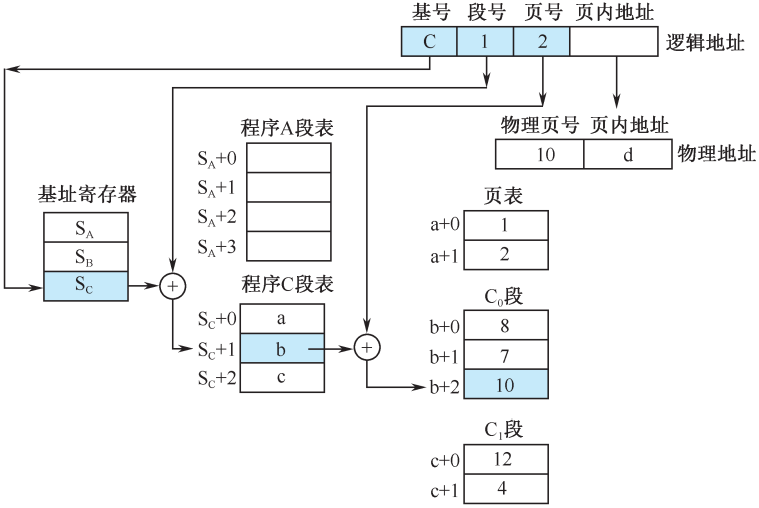 基号 段号 页号 页内地址
C 1 2 逻辑地址
物理页号 页内地址
10 d 物理地址
程序A段表
S_A+0
S_A+1
S_A+2
S_A+3
基址寄存器
S_A
S_B
S_C
+
程序C段表
S_C+0 a
S_C+1 b
S_C+2 c
+
页表
a+0 1
a+1 2
C₀段
b+0 8
b+1 7
b+2 10
C₁段
c+0 12
c+1 4